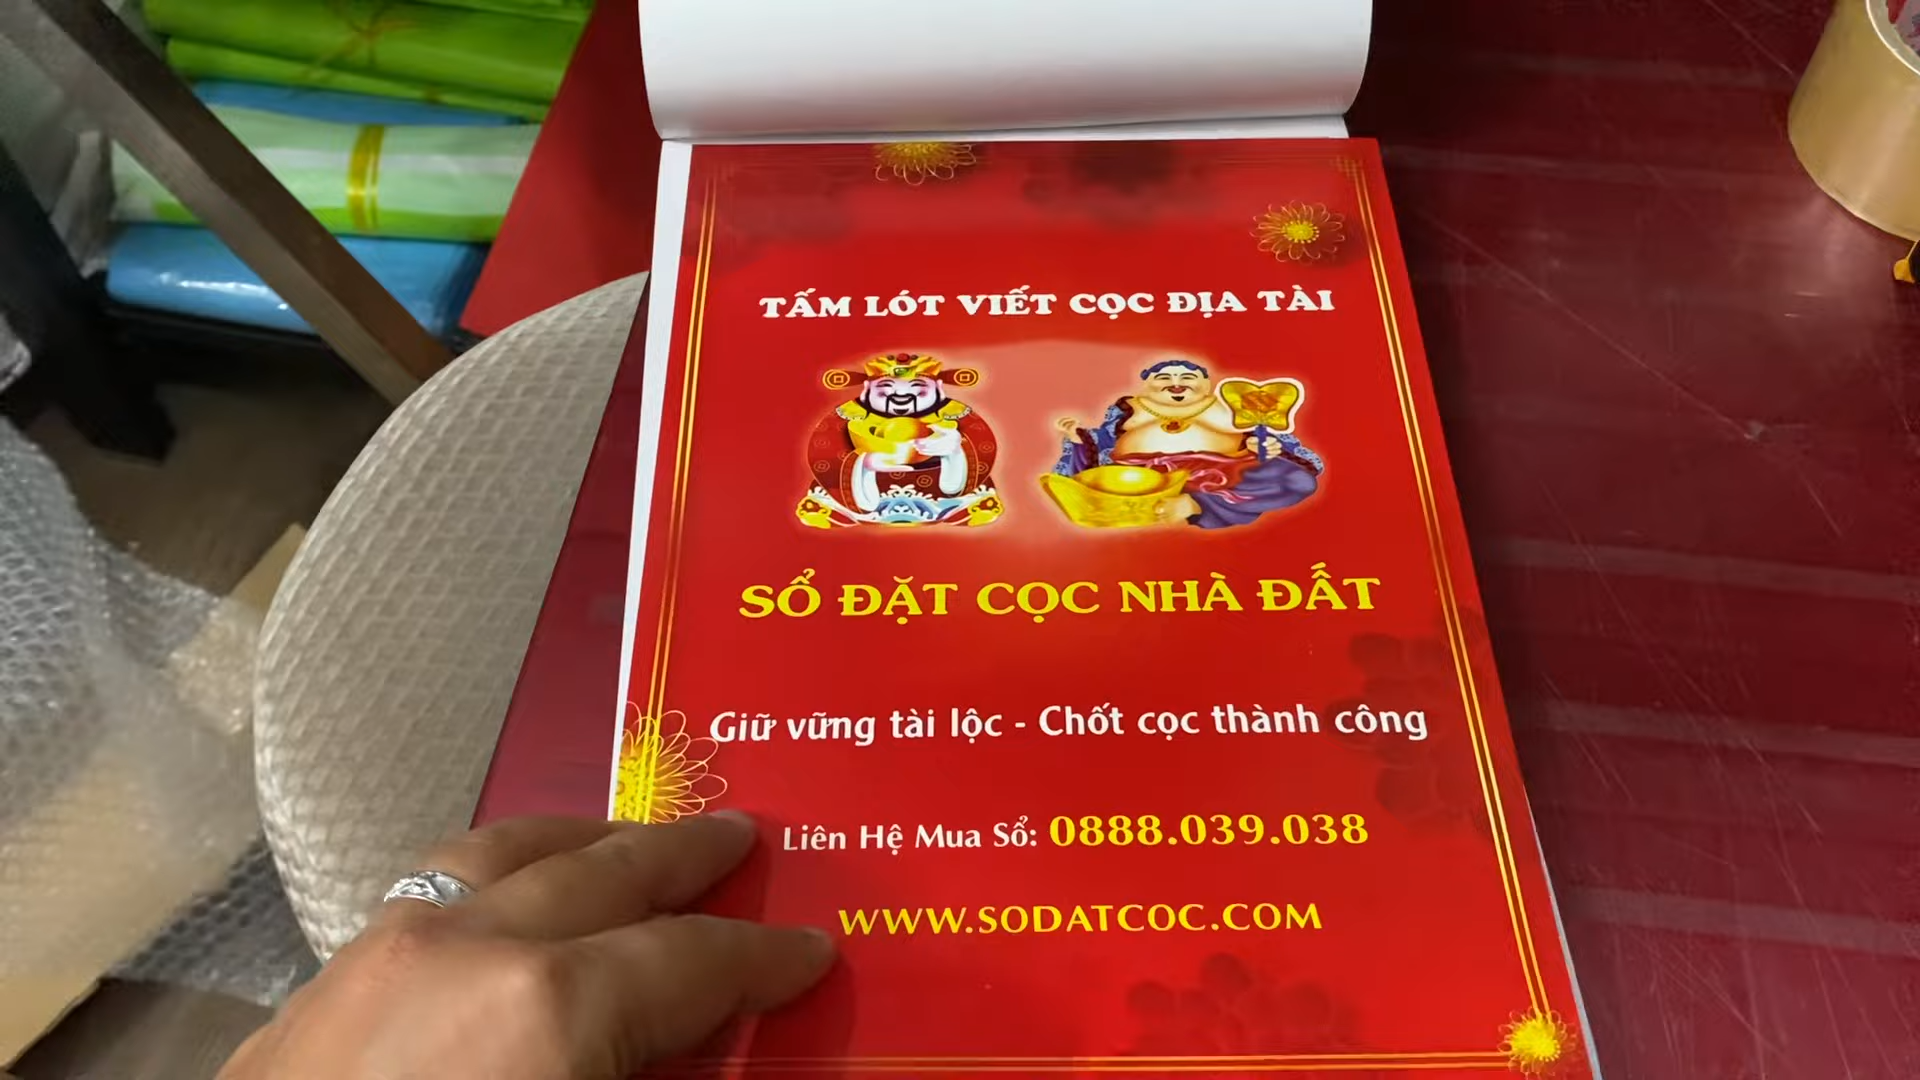 TẤM LÓT VIẾT CỌC ĐỊA TÀI
SỔ ĐẶT CỌC NHÀ ĐẤT
Giữ vững tài lộc - Chốt cọc thành công
Liên Hệ Mua Sổ: 0888.039.038
WWW.SODATCOC.COM